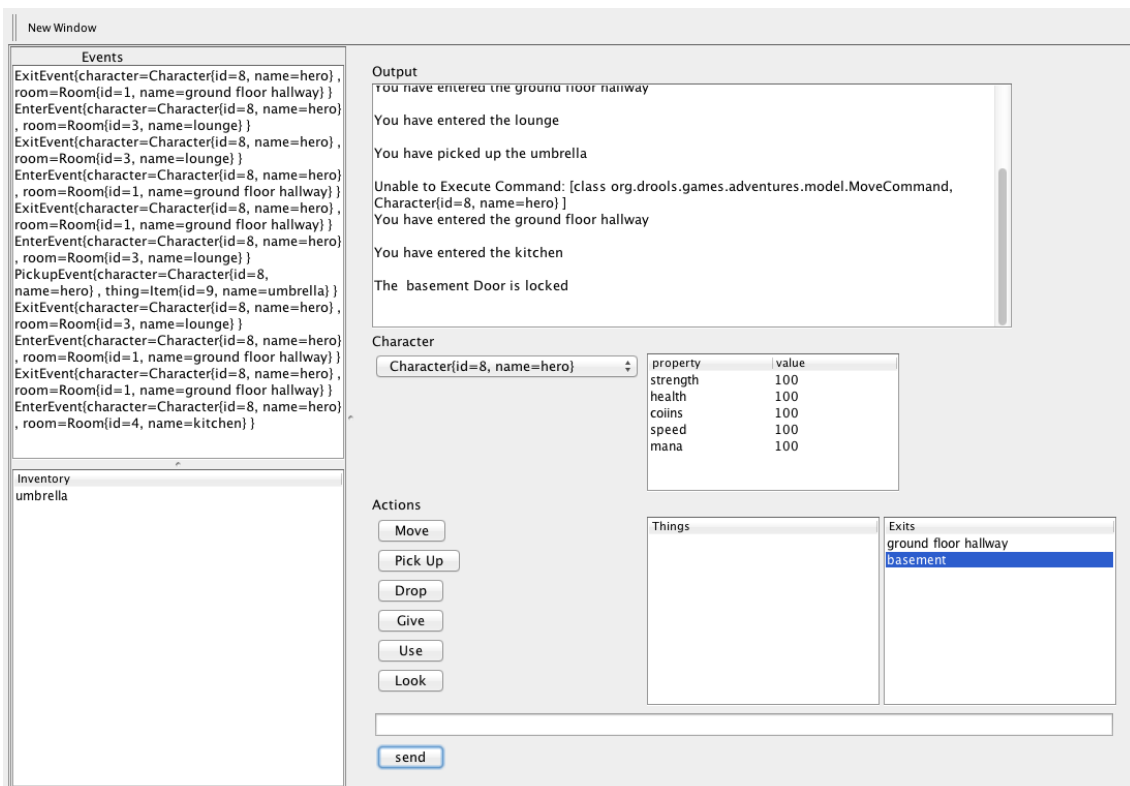 New Window
Events
ExitEvent{character=Character{id=8, name=hero} ,
room=Room{id=1, name=ground floor hallway} }
EnterEvent{character=Character{id=8, name=hero}
, room=Room{id=3, name=lounge} }
ExitEvent{character=Character{id=8, name=hero} ,
room=Room{id=3, name=lounge} }
EnterEvent{character=Character{id=8, name=hero}
, room=Room{id=1, name=ground floor hallway} }
ExitEvent{character=Character{id=8, name=hero} ,
room=Room{id=1, name=ground floor hallway} }
EnterEvent{character=Character{id=8, name=hero}
, room=Room{id=3, name=lounge} }
PickupEvent{character=Character{id=8,
name=hero} , thing=Item{id=9, name=umbrella} }
ExitEvent{character=Character{id=8, name=hero} ,
room=Room{id=3, name=lounge} }
EnterEvent{character=Character{id=8, name=hero}
, room=Room{id=1, name=ground floor hallway} }
ExitEvent{character=Character{id=8, name=hero} ,
room=Room{id=1, name=ground floor hallway} }
EnterEvent{character=Character{id=8, name=hero}
, room=Room{id=4, name=kitchen} }
Inventory
umbrella
Output
You have entered the ground floor hallway
You have entered the lounge
You have picked up the umbrella
Unable to Execute Command: [class org.drools.games.adventures.model.MoveCommand,
Character{id=8, name=hero} ]
You have entered the ground floor hallway
You have entered the kitchen
The  basement Door is locked
Character
Character{id=8, name=hero}
property value
strength 100
health 100
coiins 100
speed 100
mana 100
Actions
Move
Pick Up
Drop
Give
Use
Look
Things
Exits
ground floor hallway
basement
send